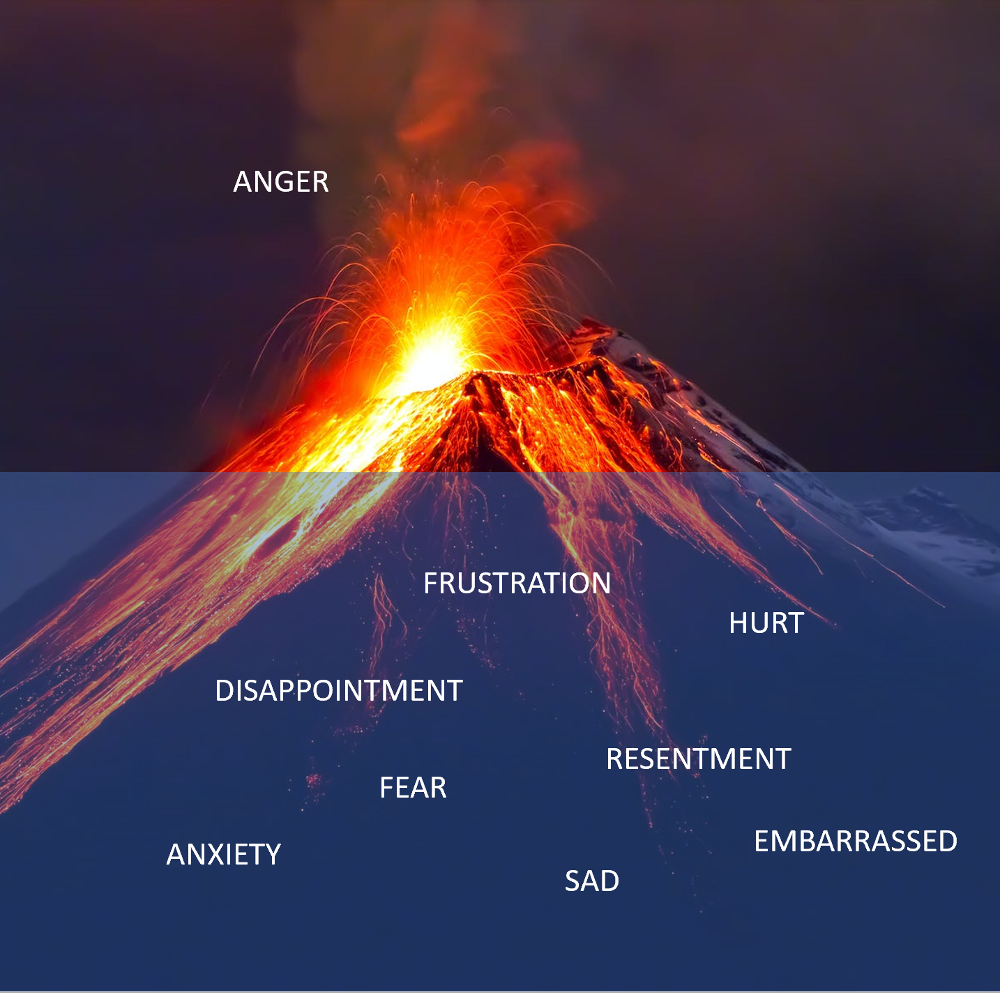 ANGER
FRUSTRATION
HURT
DISAPPOINTMENT
RESENTMENT
FEAR
EMBARRASSED
ANXIETY
SAD